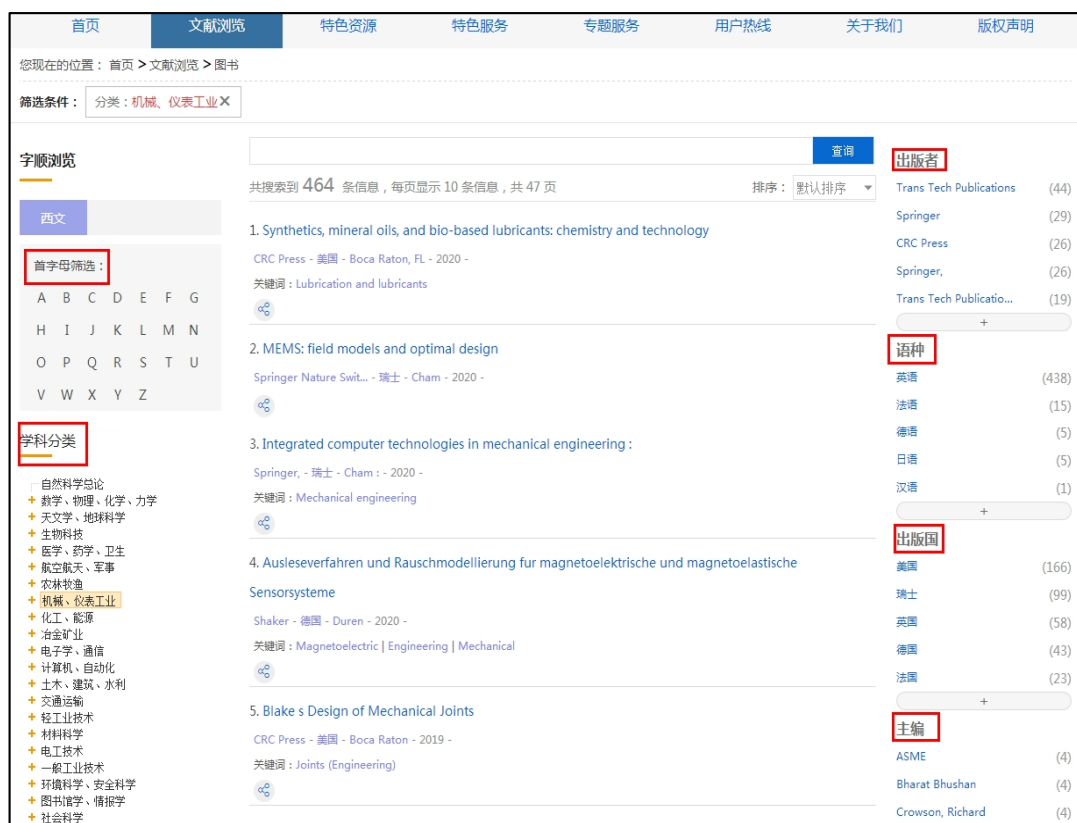 首页 文献浏览 特色资源 特色服务 专题服务 用户热线 关于我们 版权声明
您现在的位置： 首页 > 文献浏览 > 图书
筛选条件： 分类：机械、仪表工业✕
字顺浏览
西文
首字母筛选：
A B C D E F G
H I J K L M N
O P Q R S T U
V W X Y Z
学科分类
自然科学总论
+ 数学、物理、化学、力学
+ 天文学、地球科学
+ 生物科技
+ 医学、药学、卫生
+ 航空航天、军事
+ 农林牧渔
+ 机械、仪表工业
+ 化工、能源
+ 冶金矿业
+ 电子学、通信
+ 计算机、自动化
+ 土木、建筑、水利
+ 交通运输
+ 轻工业技术
+ 材料科学
+ 电工技术
+ 一般工业技术
+ 环境科学、安全科学
+ 图书馆学、情报学
+ 社会科学
查询
共搜索到 464 条信息，每页显示 10 条信息，共 47 页 排序： 默认排序
1. Synthetics, mineral oils, and bio-based lubricants: chemistry and technology
CRC Press - 美国 - Boca Raton, FL - 2020 -
关键词：Lubrication and lubricants
2. MEMS: field models and optimal design
Springer Nature Swit... - 瑞士 - Cham - 2020 -
3. Integrated computer technologies in mechanical engineering :
Springer, - 瑞士 - Cham : - 2020 -
关键词：Mechanical engineering
4. Ausleseverfahren und Rauschmodellierung fur magnetoelektrische und magnetoelastische
Sensorsysteme
Shaker - 德国 - Duren - 2020 -
关键词：Magnetoelectric | Engineering | Mechanical
5. Blake s Design of Mechanical Joints
CRC Press - 美国 - Boca Raton - 2019 -
关键词：Joints (Engineering)
出版者
Trans Tech Publications (44)
Springer (29)
CRC Press (26)
Springer, (26)
Trans Tech Publicatio... (19)
+
语种
英语 (438)
法语 (15)
德语 (5)
日语 (5)
汉语 (1)
+
出版国
美国 (166)
瑞士 (99)
英国 (58)
德国 (43)
法国 (23)
+
主编
ASME (4)
Bharat Bhushan (4)
Crowson, Richard (4)